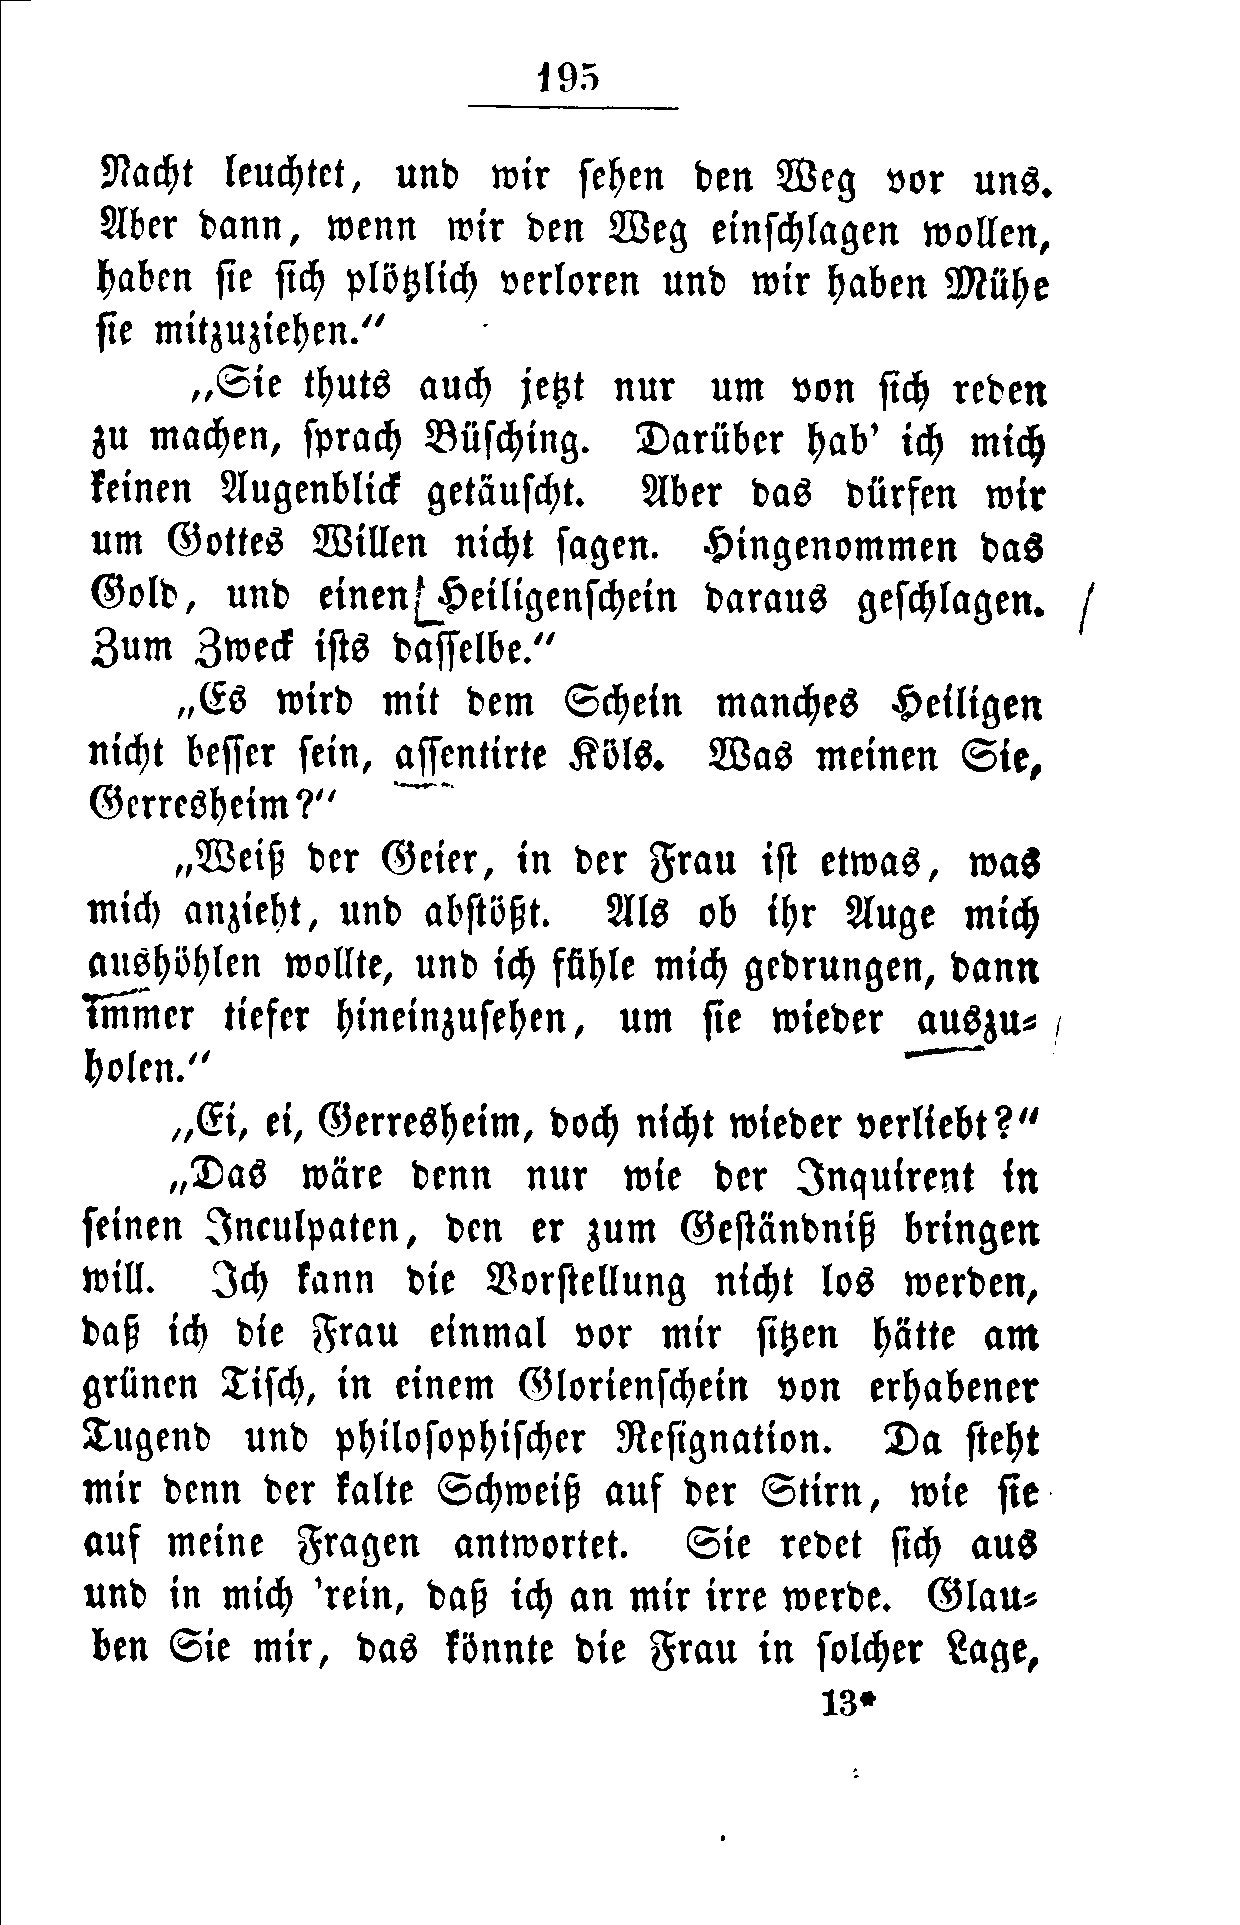 195
Nacht leuchtet, und wir sehen den Weg vor uns.
Aber dann, wenn wir den Weg einschlagen wollen,
haben sie sich plötzlich verloren und wir haben Mühe
sie mitzuziehen.“
„Sie thuts auch jetzt nur um von sich reden
zu machen, sprach Büsching. Darüber hab' ich mich
keinen Augenblick getäuscht. Aber das dürfen wir
um Gottes Willen nicht sagen. Hingenommen das
Gold, und einen Heiligenschein daraus geschlagen.
Zum Zweck ists dasselbe.“
„Es wird mit dem Schein manches Heiligen
nicht besser sein, assentirte Köls. Was meinen Sie,
Gerresheim?“
„Weiß der Geier, in der Frau ist etwas, was
mich anzieht, und abstößt. Als ob ihr Auge mich
aushöhlen wollte, und ich fühle mich gedrungen, dann
immer tiefer hineinzusehen, um sie wieder auszu-
holen.“
„Ei, ei, Gerresheim, doch nicht wieder verliebt?“
„Das wäre denn nur wie der Inquirent in
seinen Inculpaten, den er zum Geständniß bringen
will. Ich kann die Vorstellung nicht los werden,
daß ich die Frau einmal vor mir sitzen hätte am
grünen Tisch, in einem Glorienschein von erhabener
Tugend und philosophischer Resignation. Da steht
mir denn der kalte Schweiß auf der Stirn, wie sie
auf meine Fragen antwortet. Sie redet sich aus
und in mich 'rein, daß ich an mir irre werde. Glau-
ben Sie mir, das könnte die Frau in solcher Lage,
13*